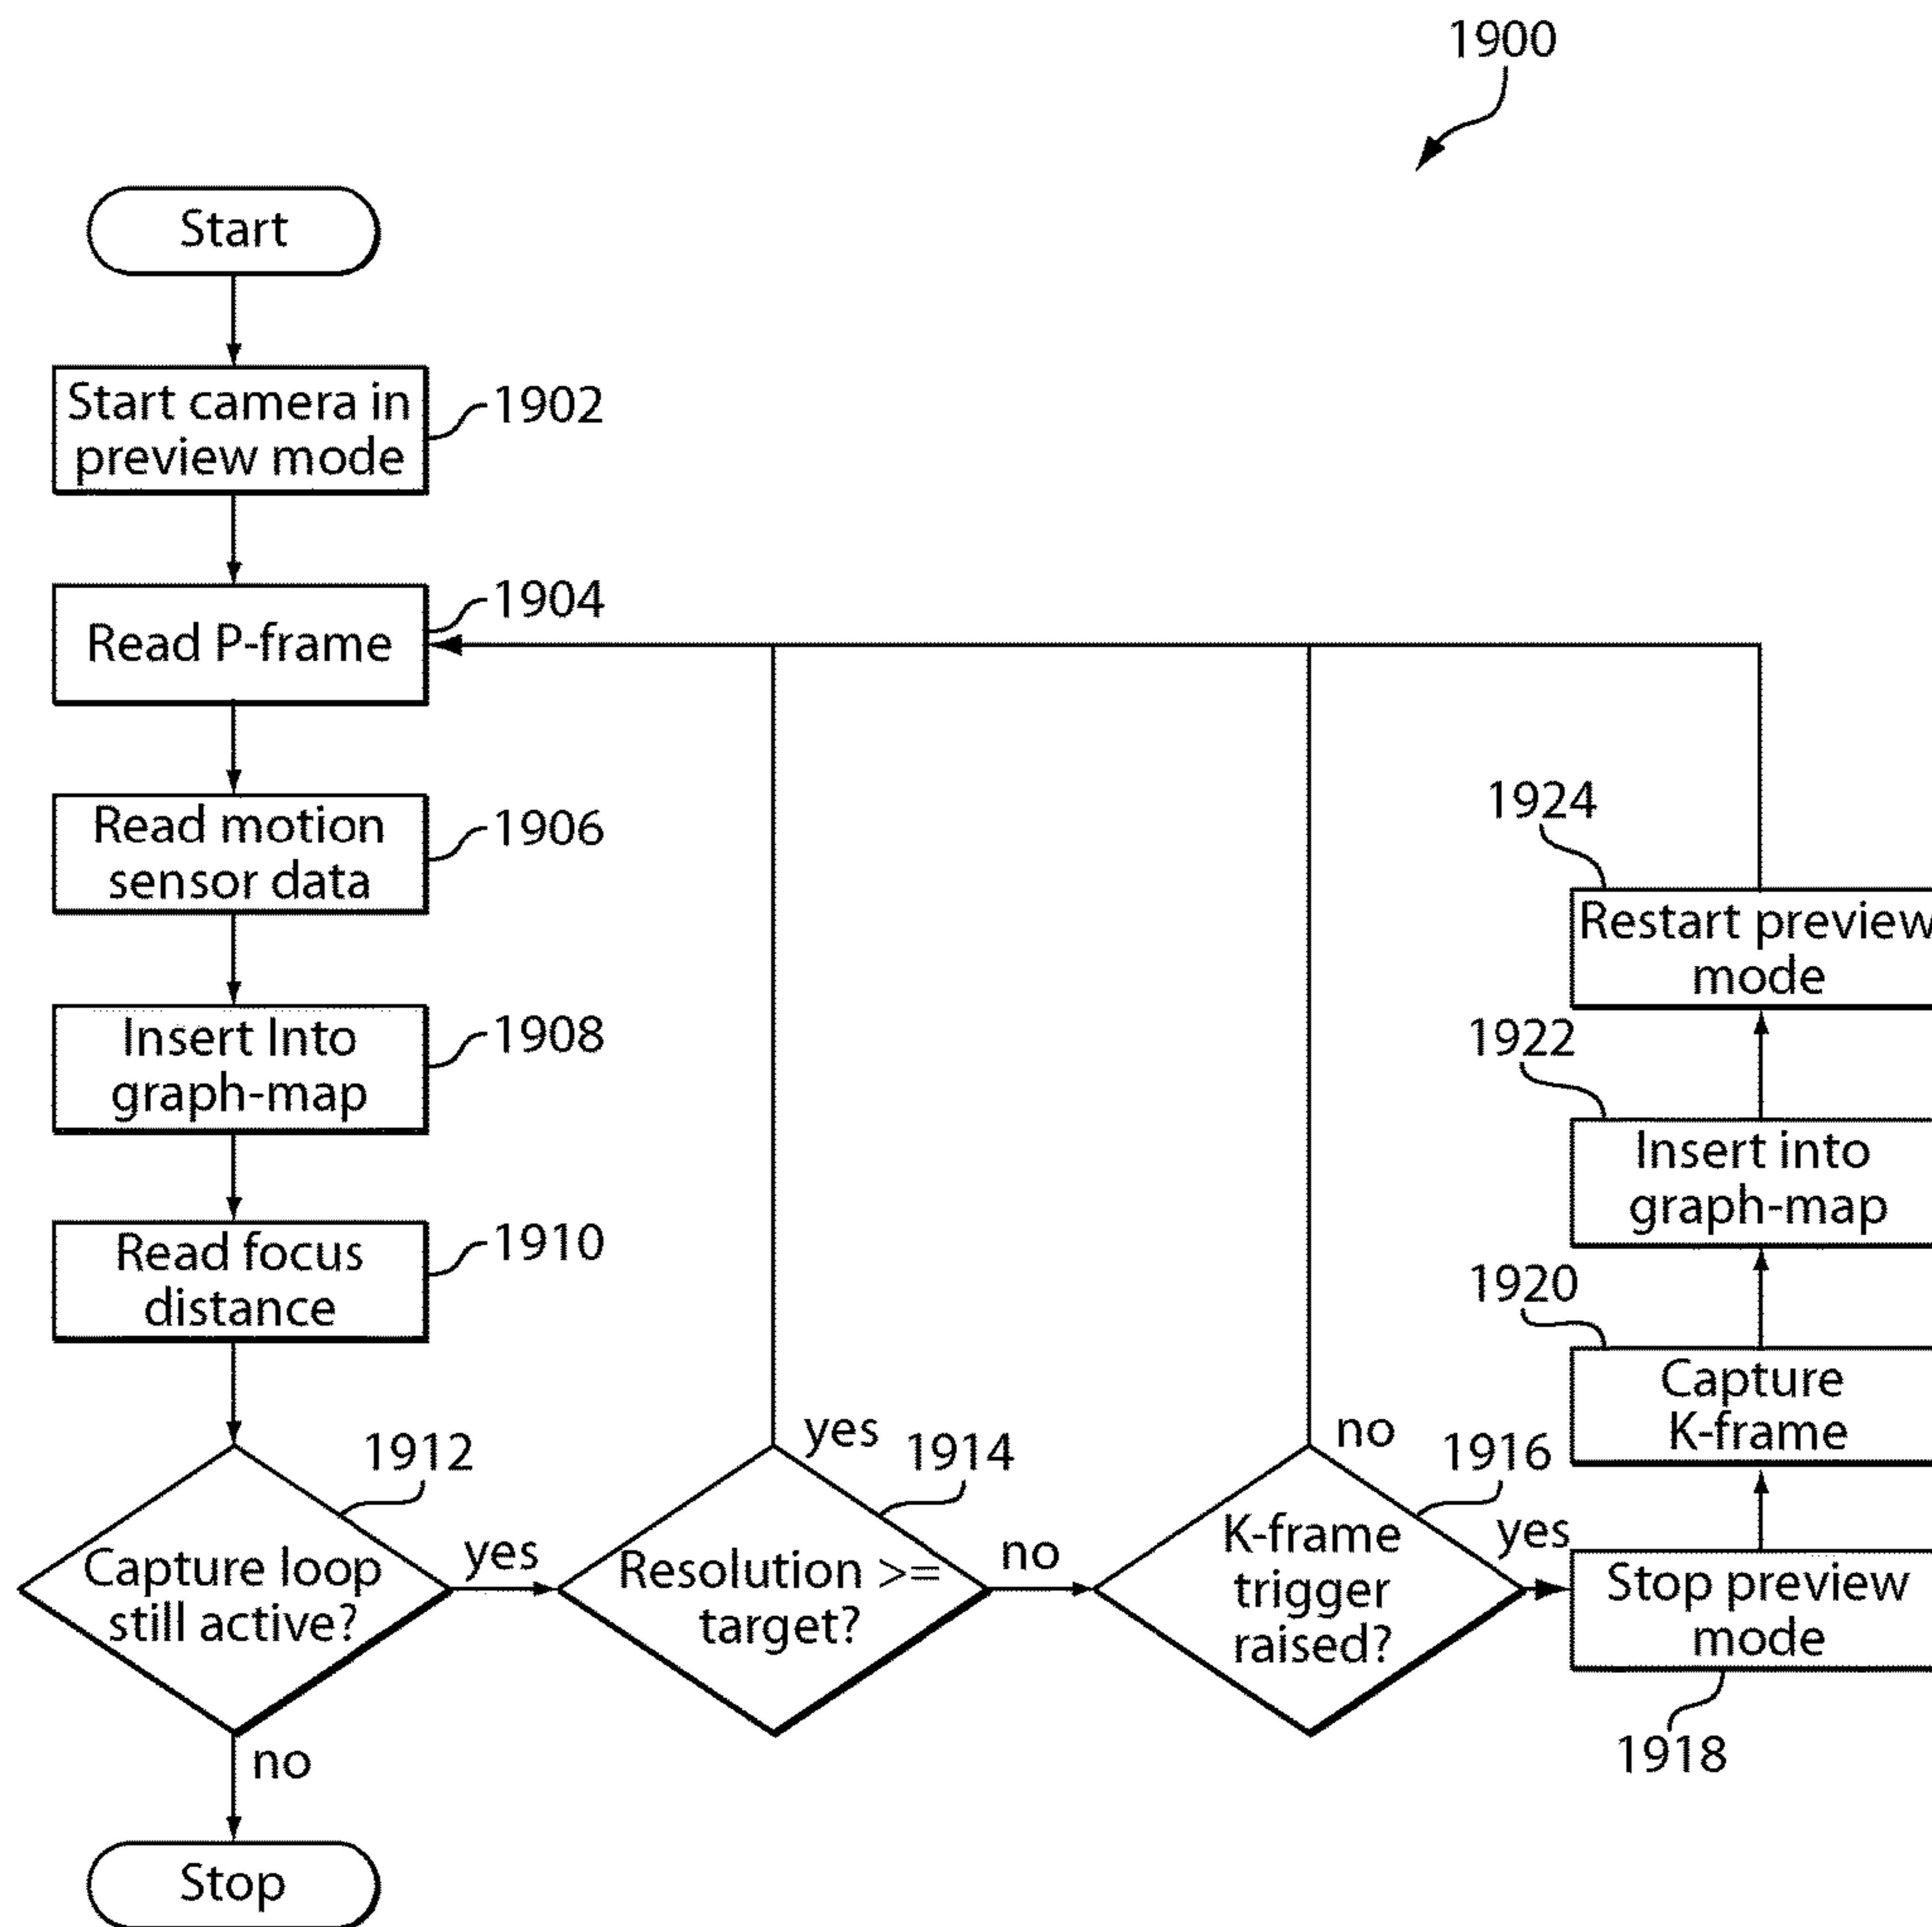 1900
Start
Start camera in
preview mode
1902
Read P-frame
1904
Read motion
sensor data
1906
Insert Into
graph-map
1908
Read focus
distance
1910
Capture loop
still active?
1912
yes
no
Stop
Resolution >=
target?
1914
yes
no
K-frame
trigger
raised?
1916
no
yes
Stop preview
mode
1918
Capture
K-frame
1920
Insert into
graph-map
1922
Restart preview
mode
1924